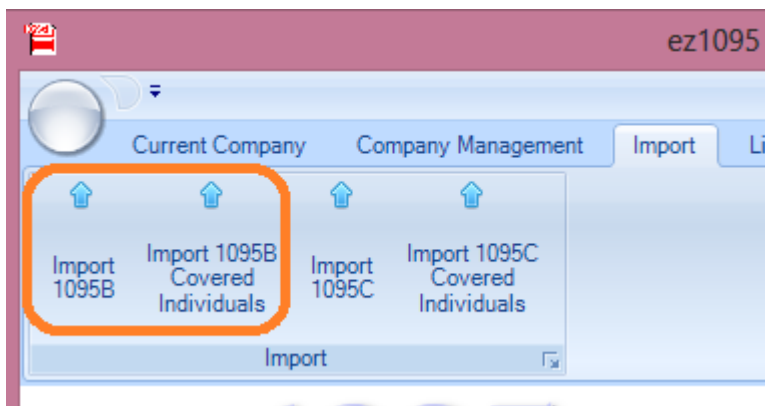 ez1095
Current Company Company Management Import Li
Import 1095B
Import 1095B Covered Individuals
Import 1095C
Import 1095C Covered Individuals
Import